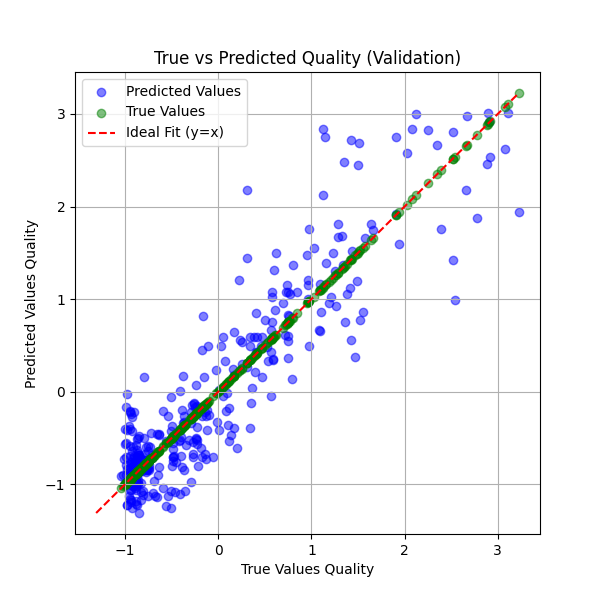 True vs Predicted Quality (Validation)
Predicted Values
True Values
Ideal Fit (y=x)
3
2
1
0
−1
Predicted Values Quality
−1 0 1 2 3
True Values Quality